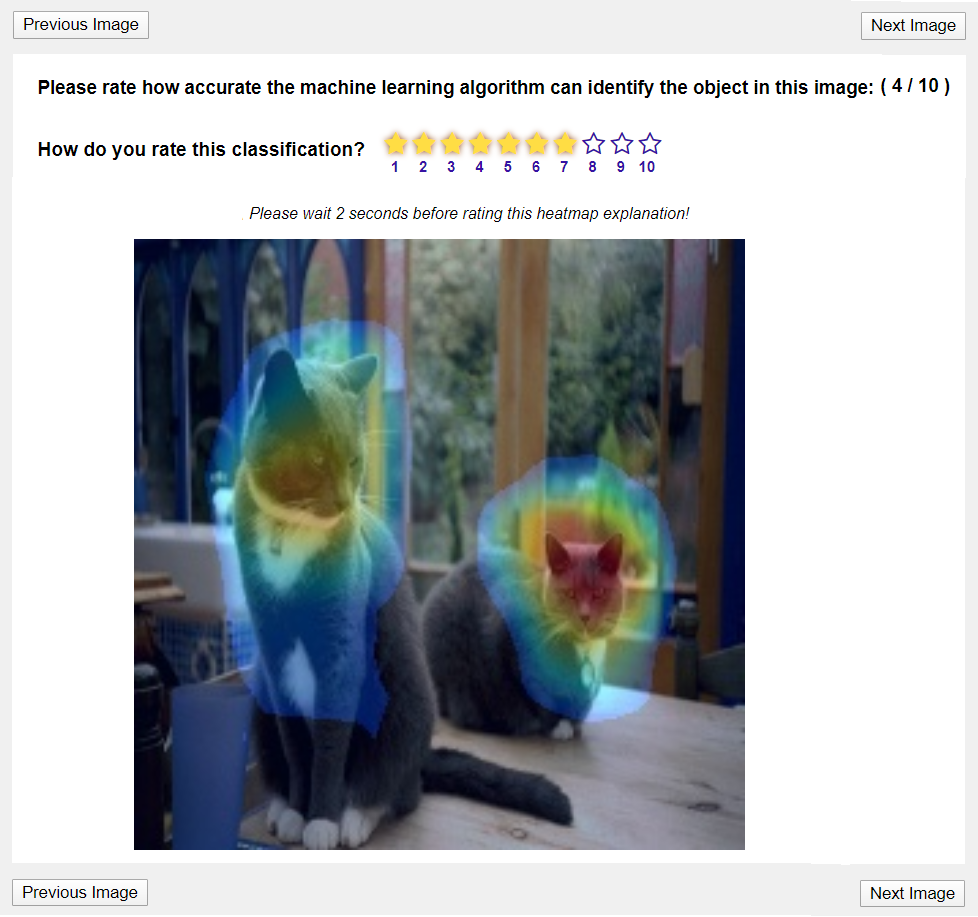 Previous Image
Next Image
Please rate how accurate the machine learning algorithm can identify the object in this image: ( 4 / 10 )
How do you rate this classification?
1 2 3 4 5 6 7 8 9 10
Please wait 2 seconds before rating this heatmap explanation!
Previous Image
Next Image